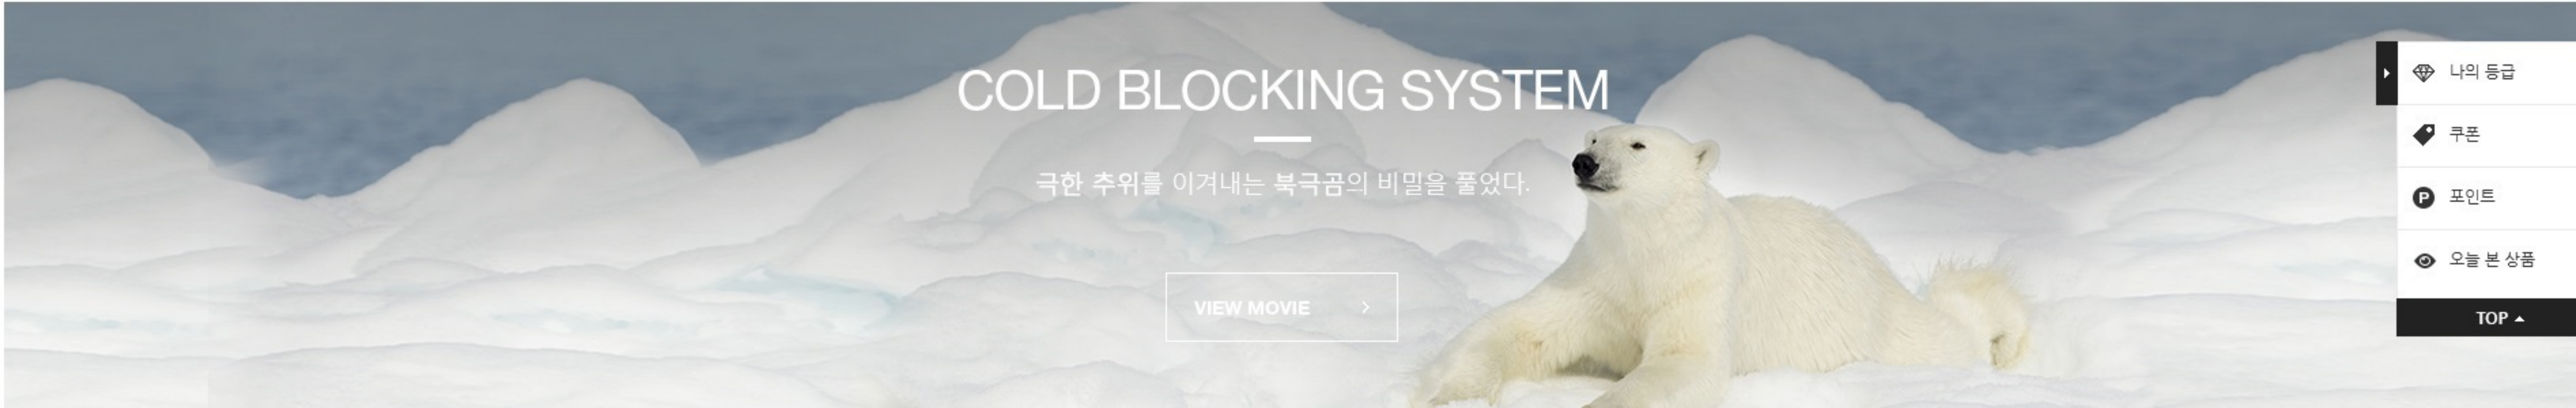 COLD BLOCKING SYSTEM
극한 추위를 이겨내는 북극곰의 비밀을 풀었다.
VIEW MOVIE
나의 등급
쿠폰
P 포인트
오늘 본 상품
TOP